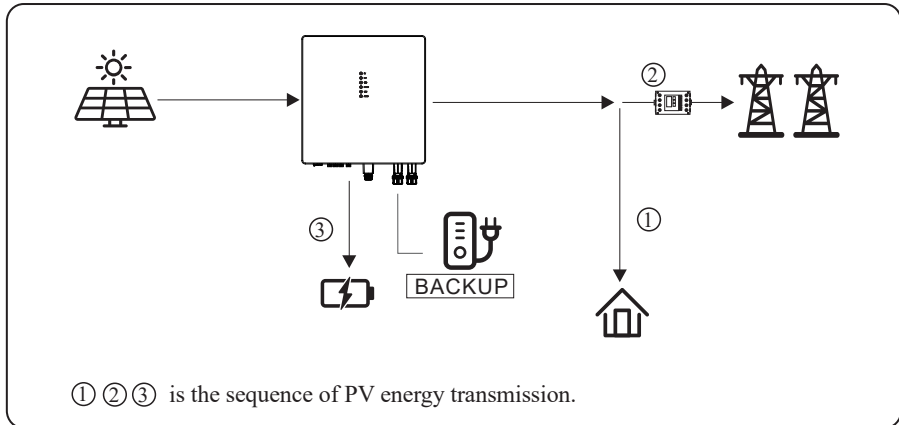 ②
③
①
BACKUP
① ② ③ is the sequence of PV energy transmission.